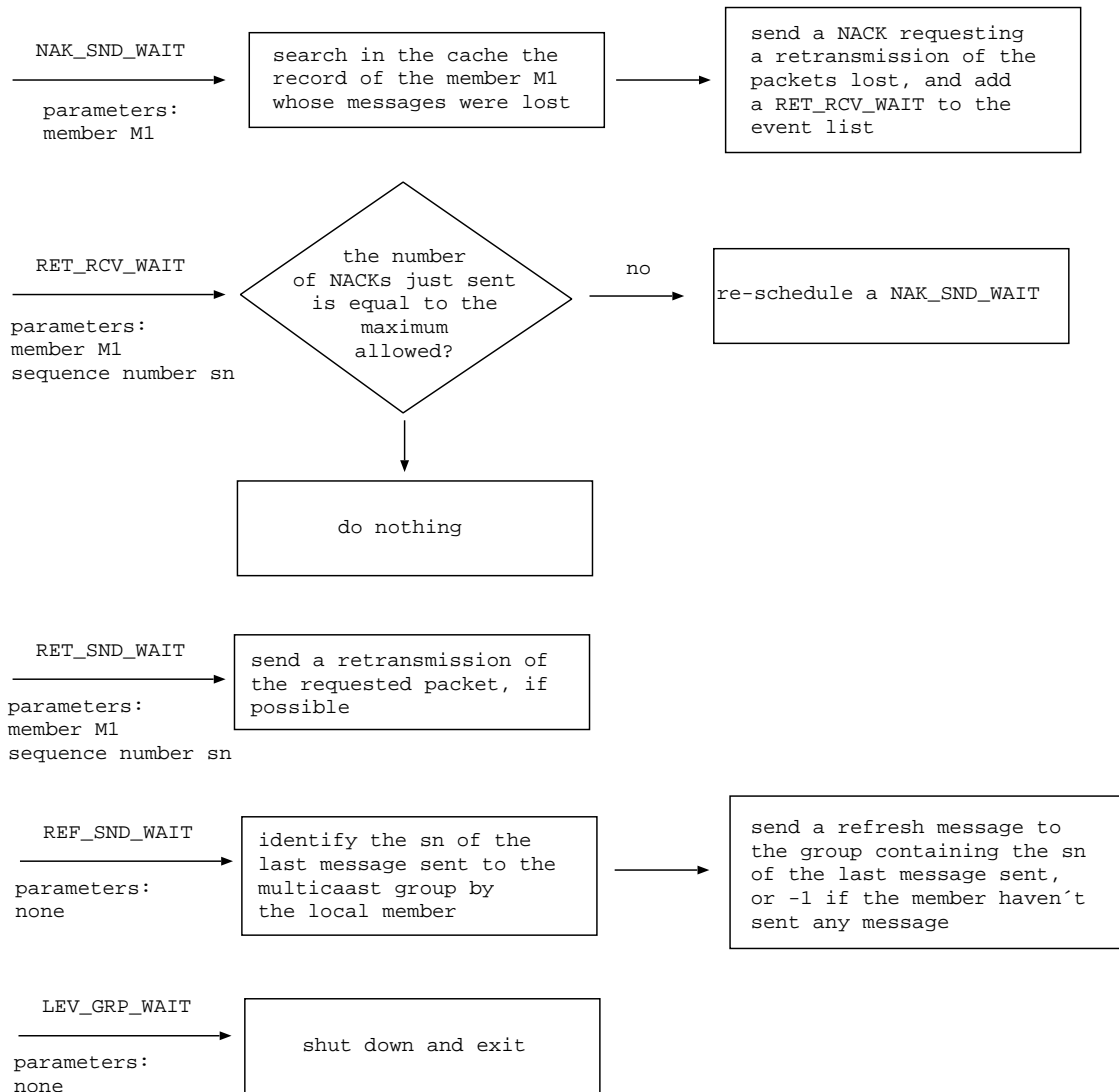 NAK_SND_WAIT
parameters:
member M1
search in the cache the
record of the member M1
whose messages were lost
send a NACK requesting
a retransmission of the
packets lost, and add
a RET_RCV_WAIT to the
event list
RET_RCV_WAIT
parameters:
member M1
sequence number sn
the number
of NACKs just sent
is equal to the
maximum
allowed?
no
re-schedule a NAK_SND_WAIT
do nothing
RET_SND_WAIT
parameters:
member M1
sequence number sn
send a retransmission of
the requested packet, if
possible
REF_SND_WAIT
parameters:
none
identify the sn of the
last message sent to the
multicaast group by
the local member
send a refresh message to
the group containing the sn
of the last message sent,
or -1 if the member haven´t
sent any message
LEV_GRP_WAIT
parameters:
none
shut down and exit